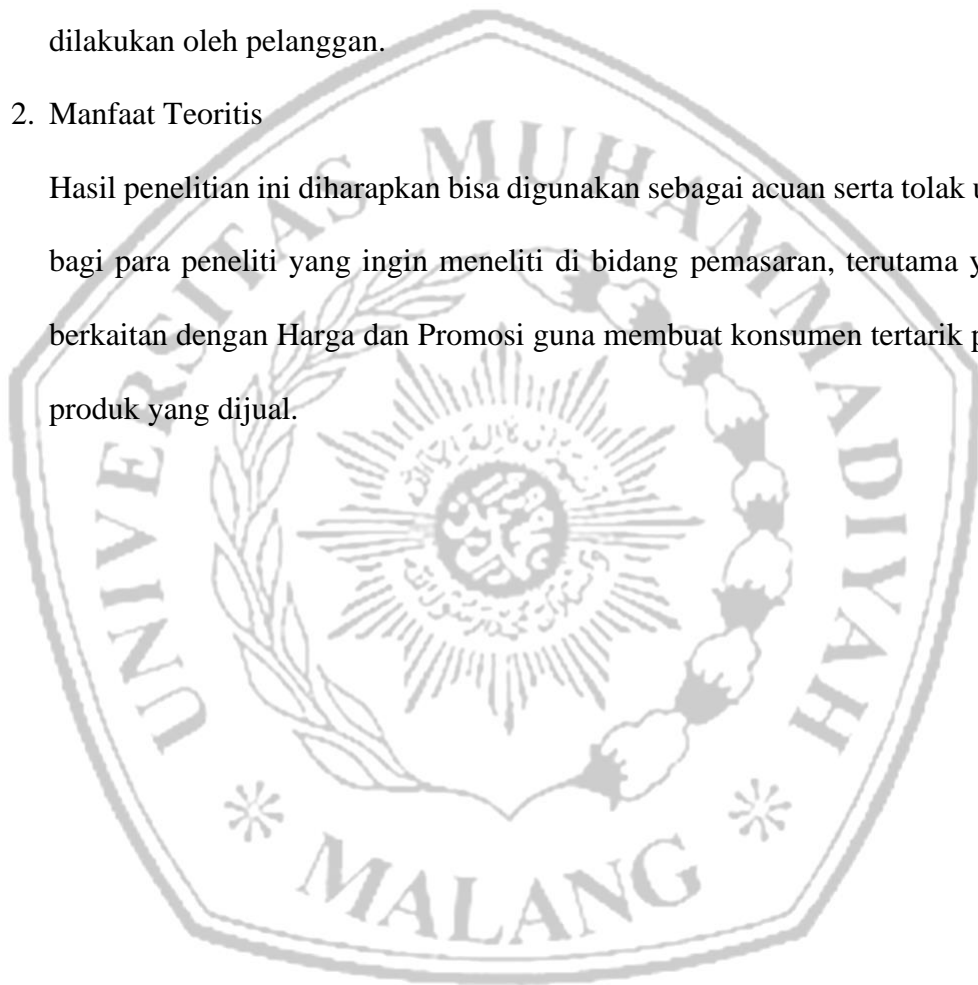 dilakukan oleh pelanggan.
2. Manfaat Teoritis
Hasil penelitian ini diharapkan bisa digunakan sebagai acuan serta tolak
bagi para peneliti yang ingin meneliti di bidang pemasaran, terutama
berkaitan dengan Harga dan Promosi guna membuat konsumen tertarik
produk yang dijual.
UNIVERSITAS MUHAMMADIYAH
MALANG